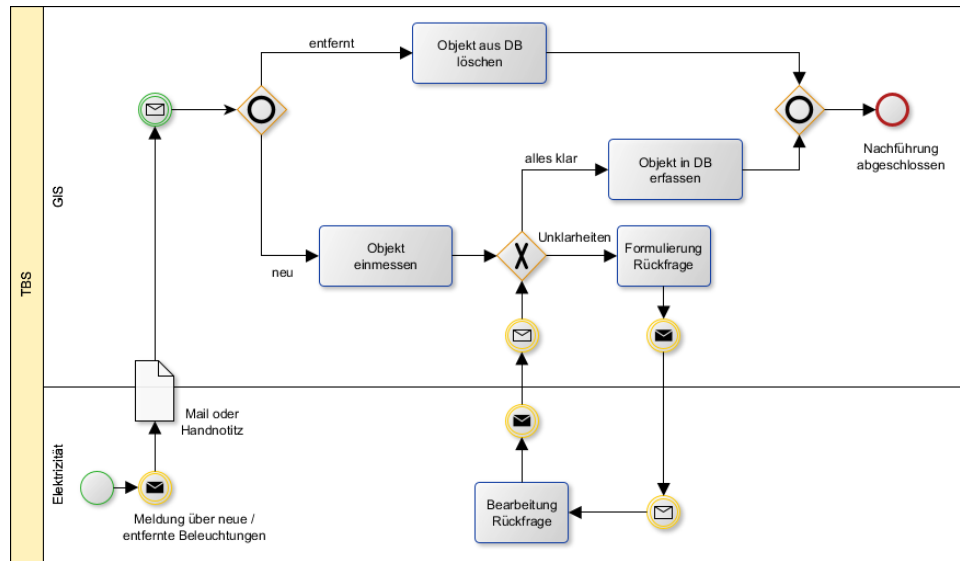 TBS
GIS
Elektrizität
entfernt
Objekt aus DB
löschen
alles klar
Objekt in DB
erfassen
Nachführung
abgeschlossen
neu
Objekt
einmessen
X
Unklarheiten
Formulierung
Rückfrage
Mail oder
Handnotitz
Meldung über neue /
entfernte Beleuchtungen
Bearbeitung
Rückfrage